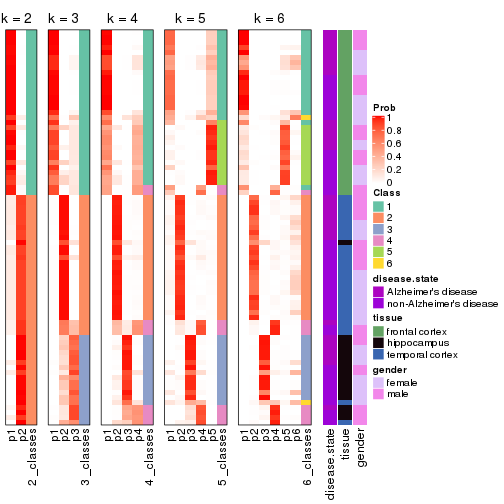 k = 2
k = 3
k = 4
k = 5
k = 6
p1
p2
2_classes
p1
p2
p3
3_classes
p1
p2
p3
p4
4_classes
p1
p2
p3
p4
p5
5_classes
p1
p2
p3
p4
p5
p6
6_classes
disease.state
tissue
gender
Prob
1
0.8
0.6
0.4
0.2
0
Class
1
2
3
4
5
6
disease.state
Alzheimer's disease
non-Alzheimer's disease
tissue
frontal cortex
hippocampus
temporal cortex
gender
female
male